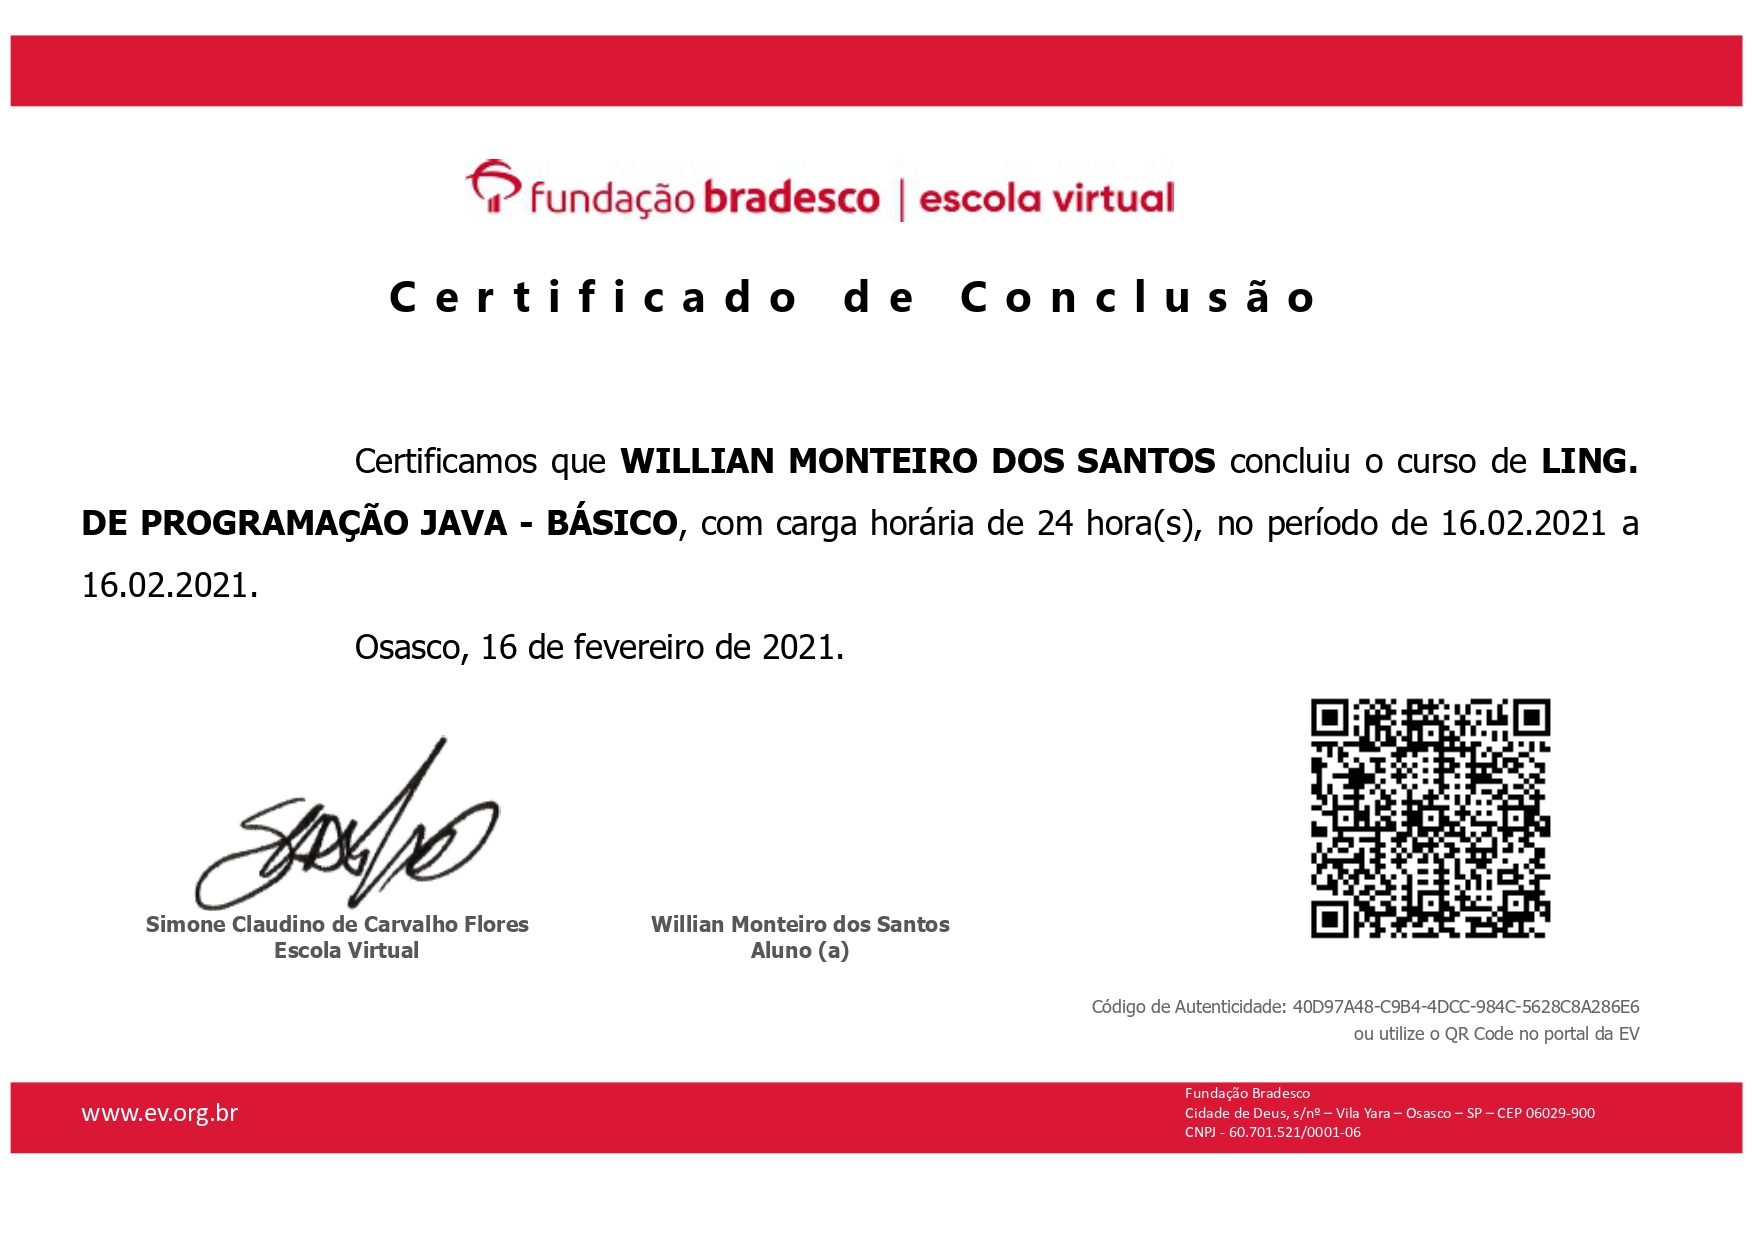 fundação bradesco | escola virtual
Certificado de Conclusão
Certificamos que WILLIAN MONTEIRO DOS SANTOS concluiu o curso de LING.
DE PROGRAMAÇÃO JAVA - BÁSICO, com carga horária de 24 hora(s), no período de 16.02.2021 a
16.02.2021.
Osasco, 16 de fevereiro de 2021.
Simone Claudino de Carvalho Flores
Escola Virtual
Willian Monteiro dos Santos
Aluno (a)
Código de Autenticidade: 40D97A48-C9B4-4DCC-984C-5628C8A286E6
ou utilize o QR Code no portal da EV
www.ev.org.br
Fundação Bradesco
Cidade de Deus, s/nº – Vila Yara – Osasco – SP – CEP 06029-900
CNPJ - 60.701.521/0001-06